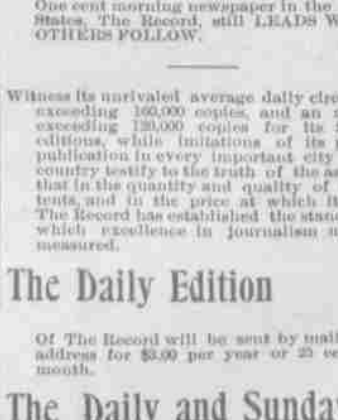 One cent morning newspaper in the
States, The Record, still LEADS W
OTHERS FOLLOW.
Witness its unrivaled average daily circ
exceeding 160,000 copies, and an
exceeding 120,000 copies for its
editions, while imitations of its p
publication in every important city
country testify to the truth of the as
that in the quantity and quality of
tents, and in the price at which it
The Record has established the stand
which excellence in journalism m
measured.
The Daily Edition
Of The Record will be sent by mail
address for $3.00 per year or 25 ce
month.
The Daily and Sunday